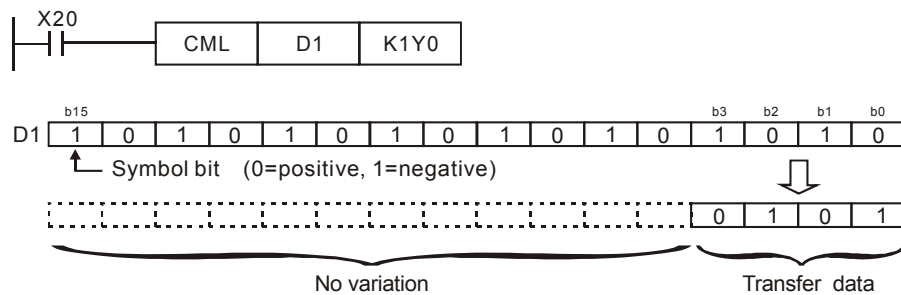 X20
CML D1 K1Y0
b15 b3 b2 b1 b0
D1 1 0 1 0 1 0 1 0 1 0 1 0 1 0 1 0
Symbol bit (0=positive, 1=negative)
0 1 0 1
No variation Transfer data